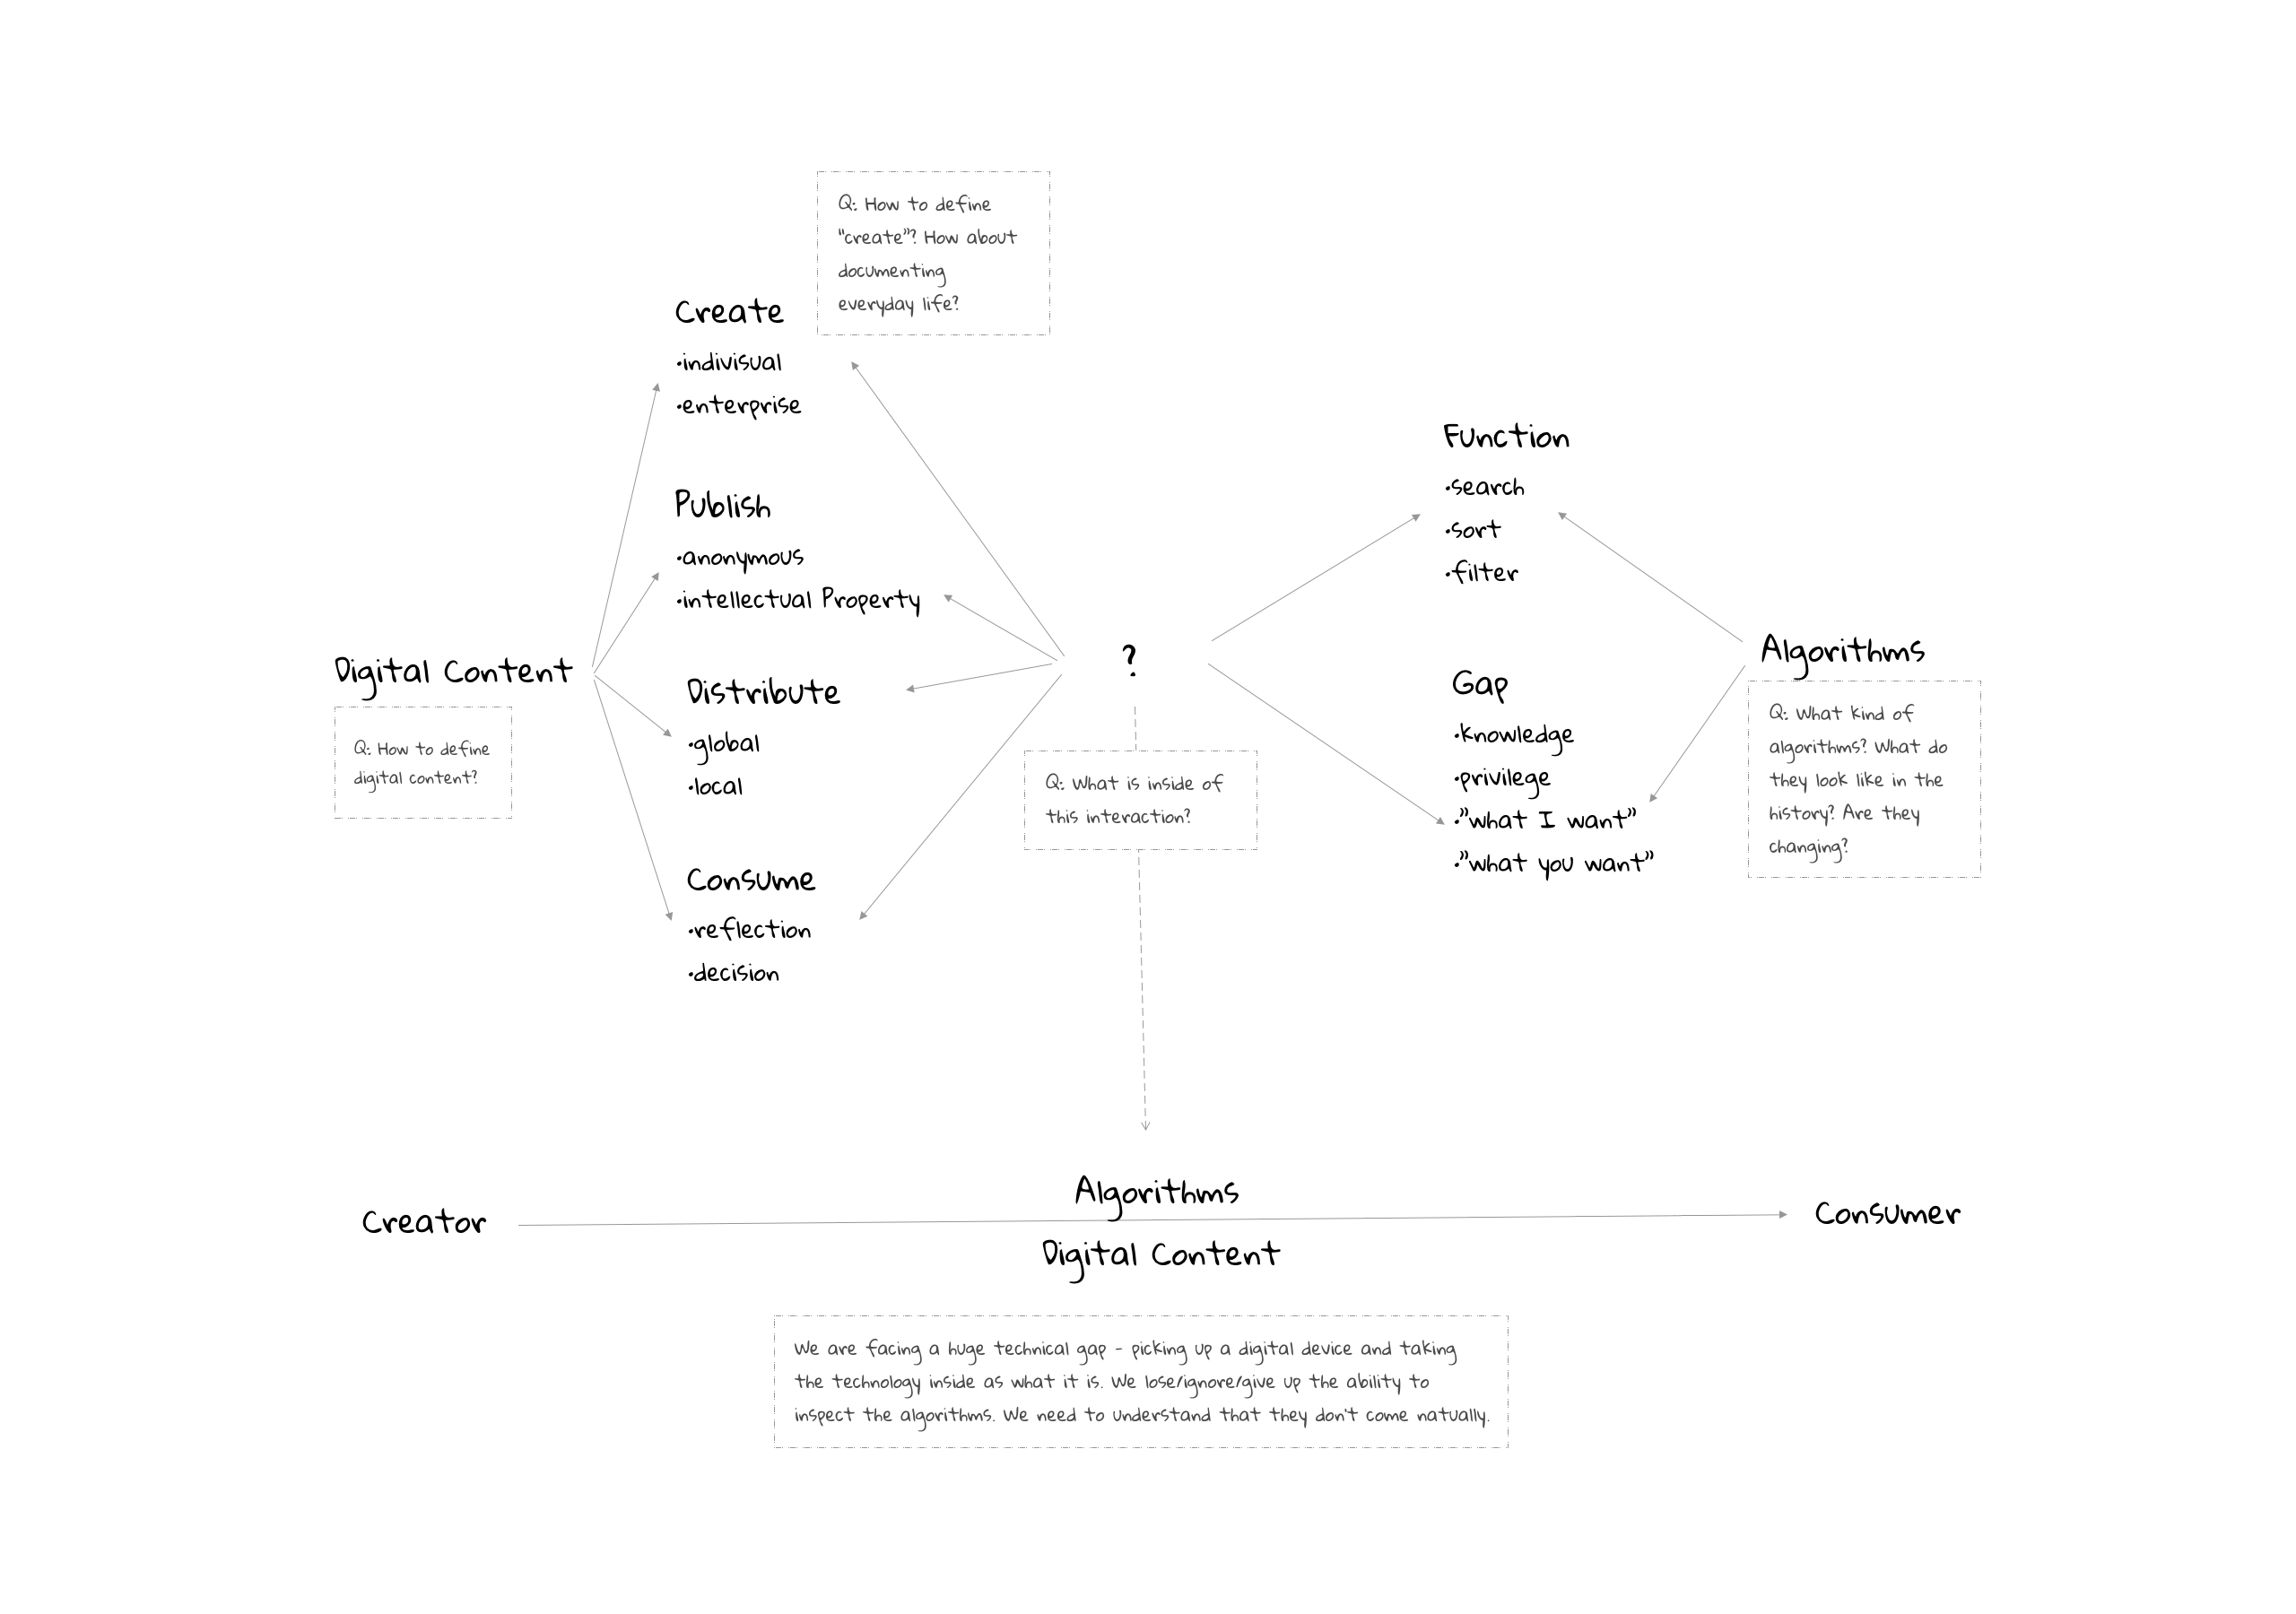 Q: How to define
"create"? How about
documenting
everyday life?
Create
·indivisual
·enterprise
Publish
·anonymous
·intellectual Property
Digital Content
Q: How to define
digital content?
Distribute
·global
·local
Consume
·reflection
·decision
?
Q: What is inside of
this interaction?
Function
·search
·sort
·filter
Gap
·knowledge
·privilege
·"what I want"
·"what you want"
Algorithms
Q: What kind of
algorithms? What do
they look like in the
history? Are they
changing?
Creator
Algorithms
Digital Content
Consumer
We are facing a huge technical gap - picking up a digital device and taking
the technology inside as what it is. We lose/ignore/give up the ability to
inspect the algorithms. We need to understand that they don't come natually.